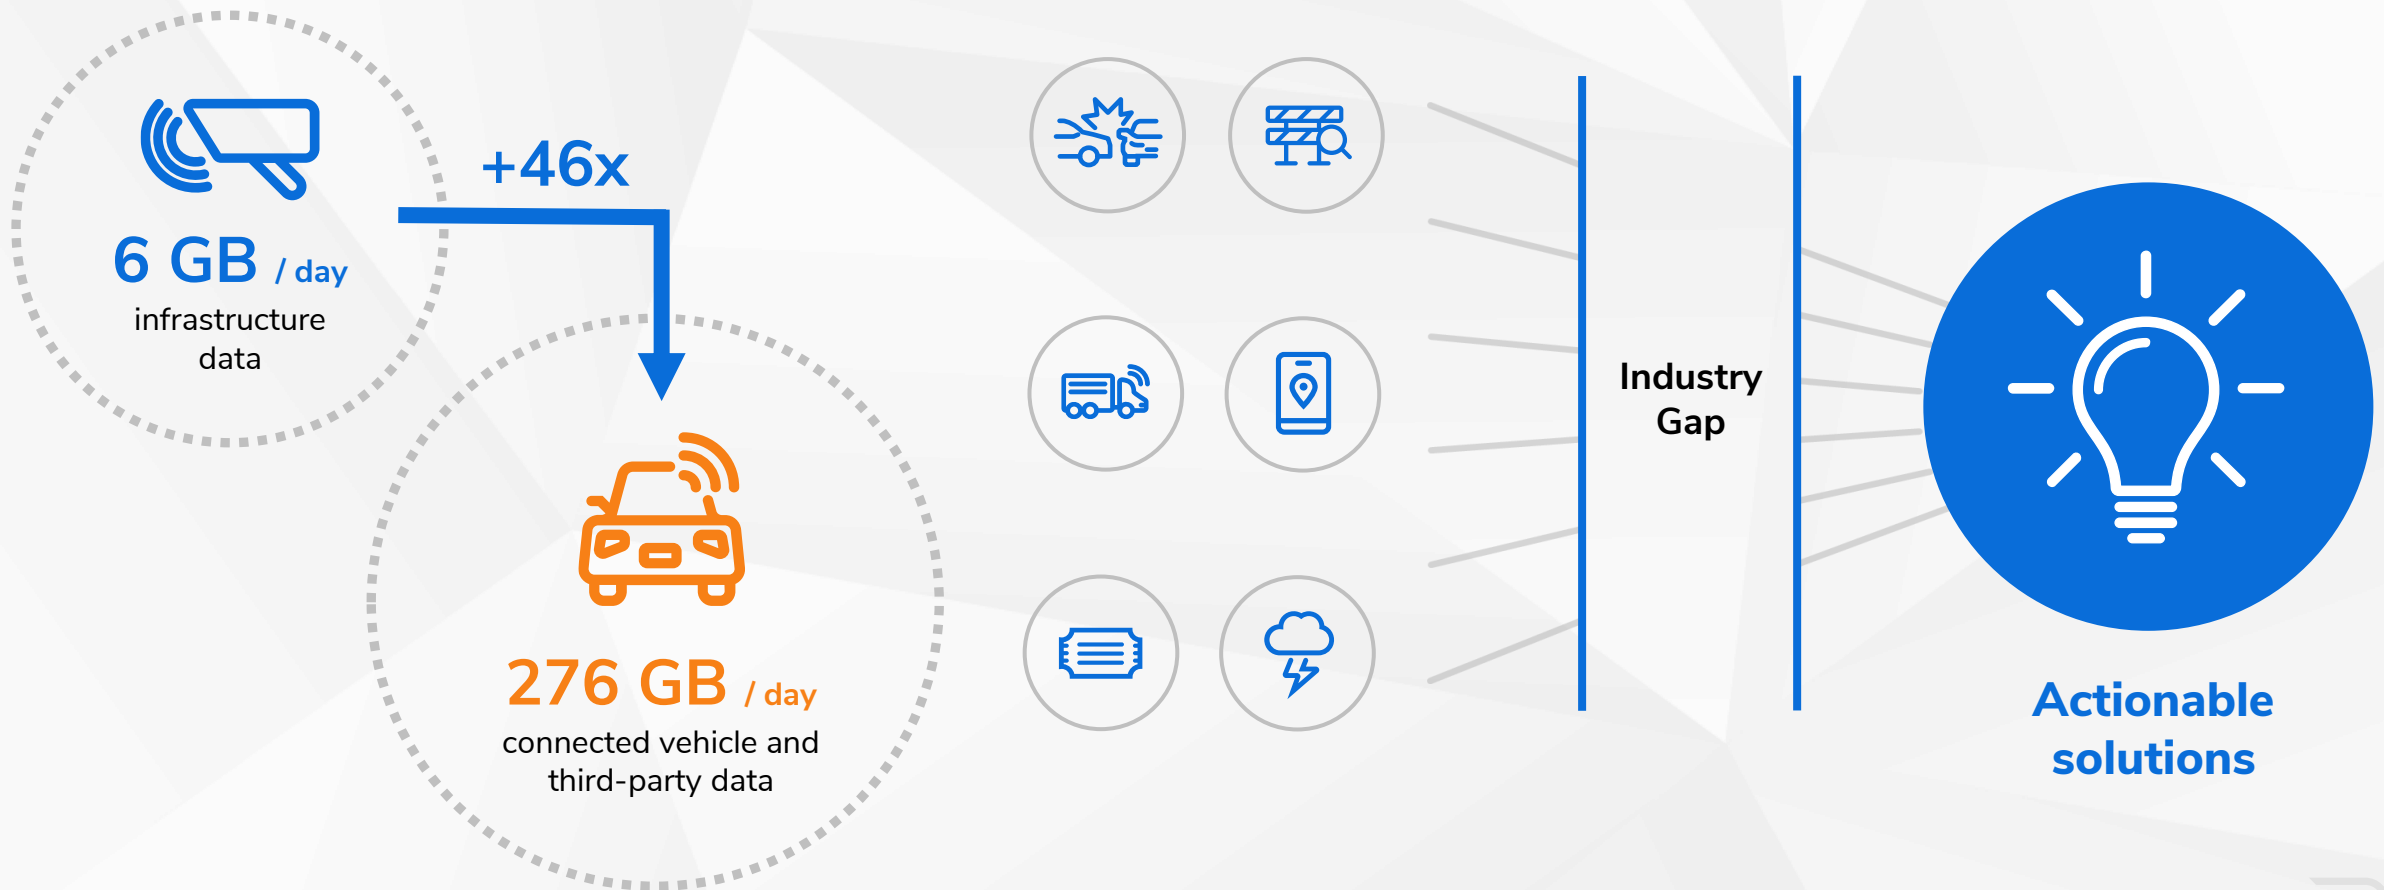 +46x
6 GB / day
infrastructure
data
276 GB / day
connected vehicle and
third-party data
Industry
Gap
Actionable
solutions